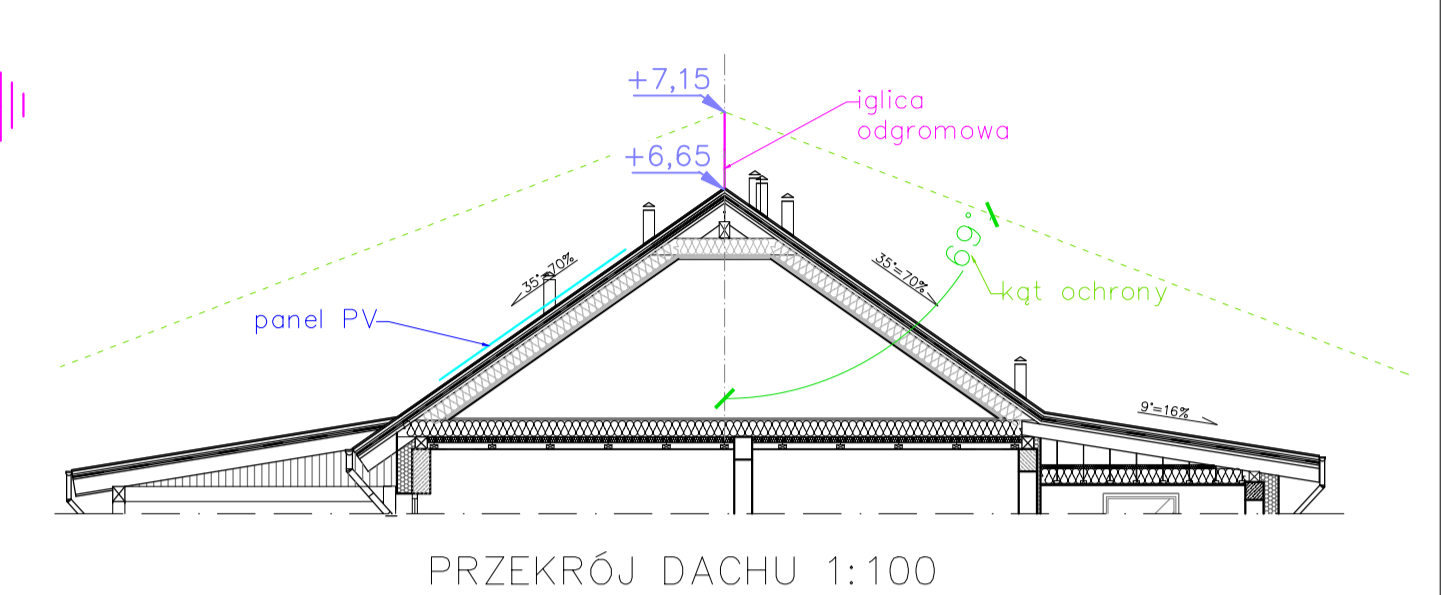 +7,15
iglica
odgromowa
+6,65
69°
35°=70%
35°=70%
kąt ochrony
panel PV
9°=16%
PRZEKRÓJ DACHU 1:100